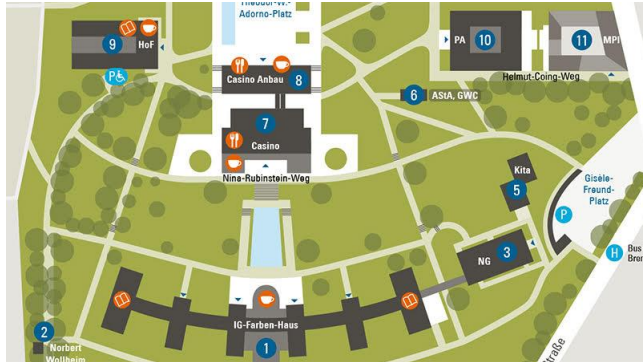 Theodor-W.-
Adorno-Platz
9
HoF
P
Casino Anbau
8
7
Casino
Nina-Rubinstein-Weg
PA
10
11
MPI
Helmut-Coing-Weg
6
AStA, GWC
Kita
5
Gisèle-
Freund-
Platz
P
3
NG
H
Bus
IG-Farben-Haus
1
2
Norbert
Wollheim
straße